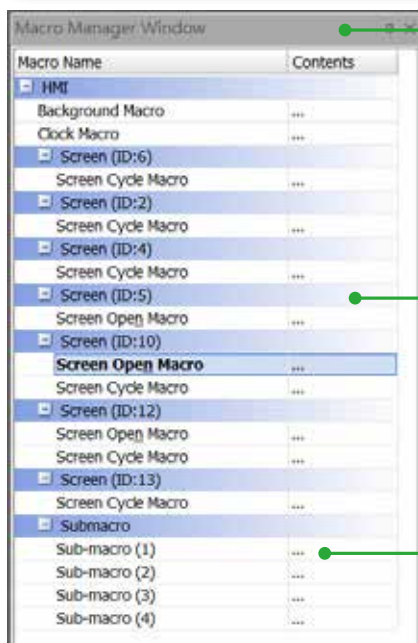 Macro Manager Window
Macro Name Contents
HMI
Background Macro ...
Clock Macro ...
Screen (ID:6)
Screen Cycle Macro ...
Screen (ID:2)
Screen Cycle Macro ...
Screen (ID:4)
Screen Cycle Macro ...
Screen (ID:5)
Screen Open Macro ...
Screen (ID:10)
Screen Open Macro ...
Screen Cycle Macro ...
Screen (ID:12)
Screen Open Macro ...
Screen Cycle Macro ...
Screen (ID:13)
Screen Cycle Macro ...
Submacro
Sub-macro (1) ...
Sub-macro (2) ...
Sub-macro (3) ...
Sub-macro (4) ...